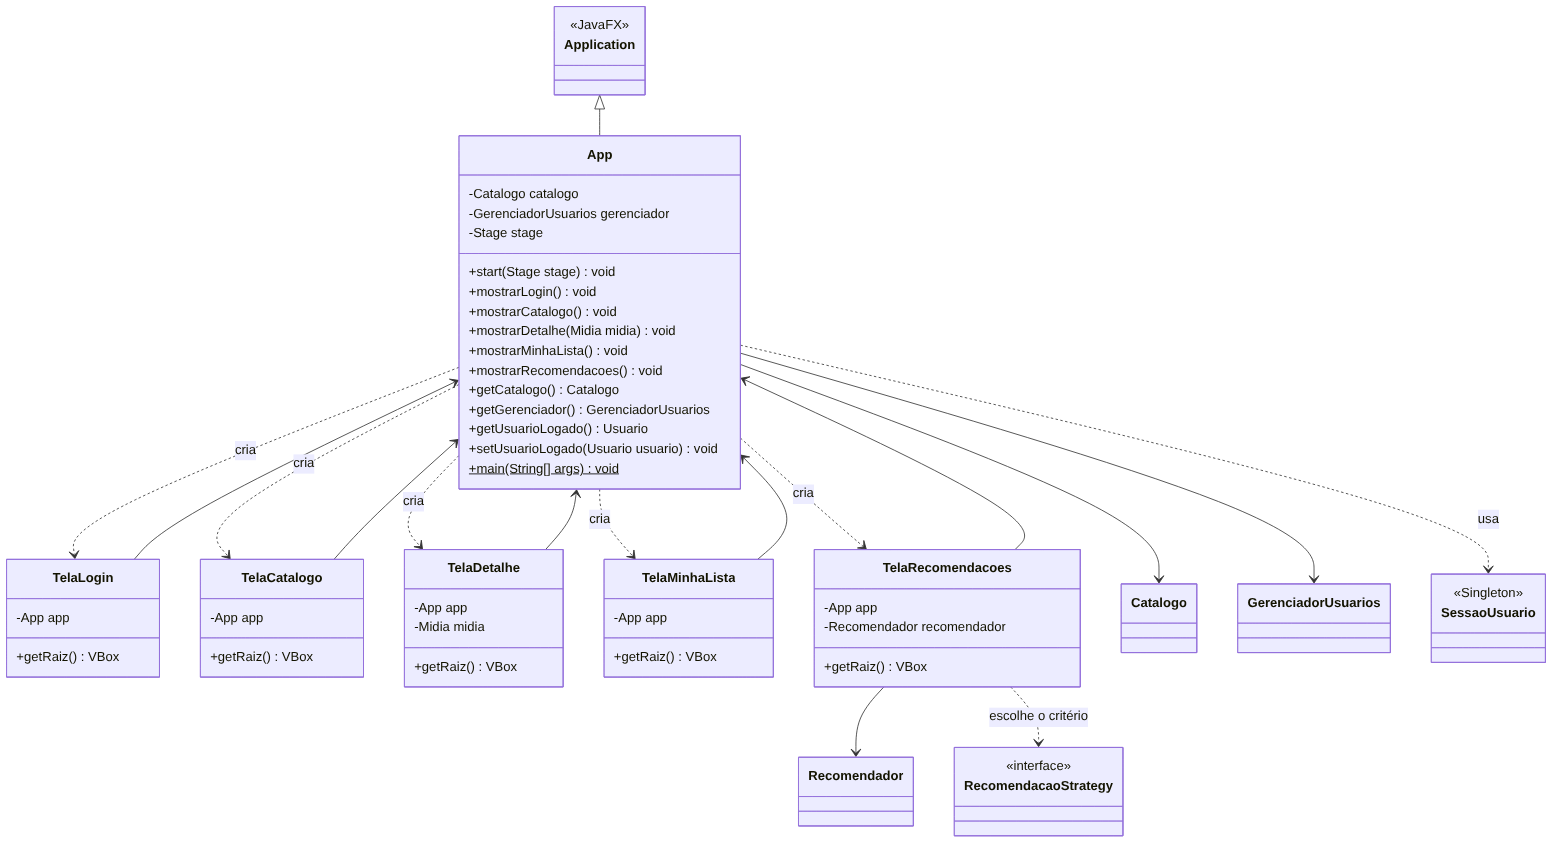 «JavaFX»
Application
App
-Catalogo catalogo
-GerenciadorUsuarios gerenciador
-Stage stage
+start(Stage stage) : void
+mostrarLogin() : void
+mostrarCatalogo() : void
+mostrarDetalhe(Midia midia) : void
+mostrarMinhaLista() : void
+mostrarRecomendacoes() : void
+getCatalogo() : Catalogo
+getGerenciador() : GerenciadorUsuarios
+getUsuarioLogado() : Usuario
+setUsuarioLogado(Usuario usuario) : void
+main(String[] args) : void
cria
cria
cria
cria
cria
usa
TelaLogin
-App app
+getRaiz() : VBox
TelaCatalogo
-App app
+getRaiz() : VBox
TelaDetalhe
-App app
-Midia midia
+getRaiz() : VBox
TelaMinhaLista
-App app
+getRaiz() : VBox
TelaRecomendacoes
-App app
-Recomendador recomendador
+getRaiz() : VBox
Catalogo
GerenciadorUsuarios
«Singleton»
SessaoUsuario
escolhe o critério
Recomendador
«interface»
RecomendacaoStrategy